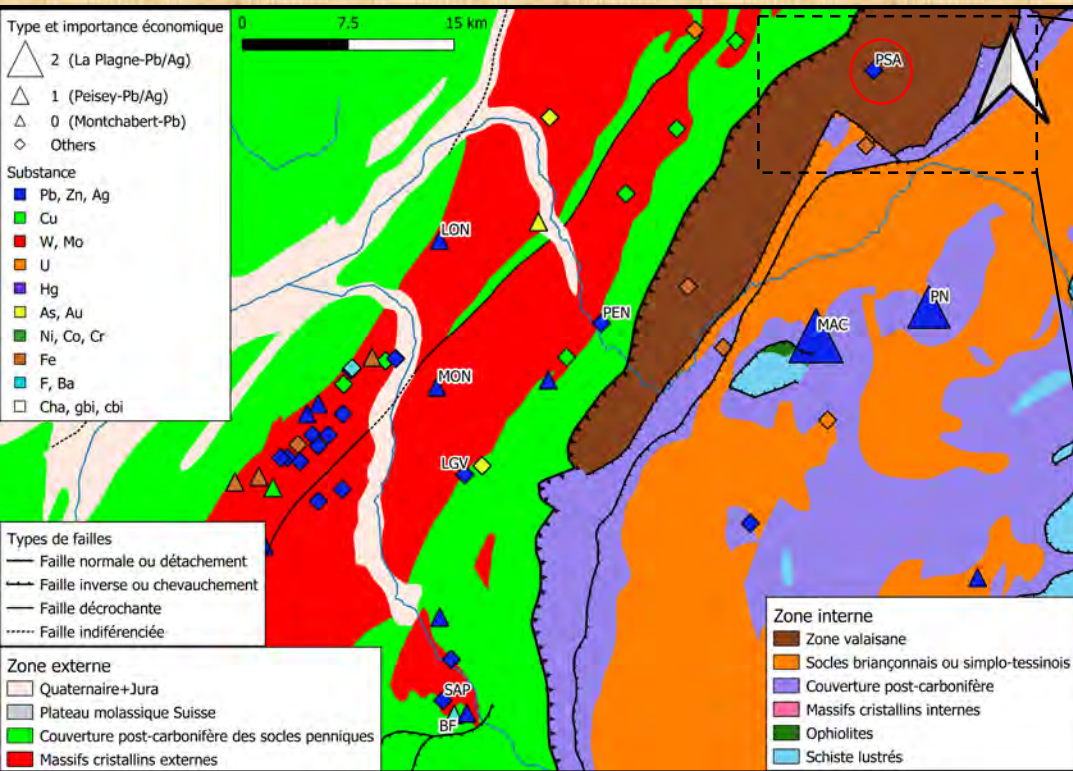 Type et importance économique
2 (La Plagne-Pb/Ag)
1 (Peisey-Pb/Ag)
0 (Montchabert-Pb)
Others
Substance
Pb, Zn, Ag
Cu
W, Mo
U
Hg
As, Au
Ni, Co, Cr
Fe
F, Ba
Cha, gbi, cbi
0 7.5 15 km
PSA
LON
PEN
PN
MAC
MON
LGV
SAP
BF
Types de failles
Faille normale ou détachement
Faille inverse ou chevauchement
Faille décrochante
Faille indiférenciée
Zone externe
Quaternaire+Jura
Plateau molassique Suisse
Couverture post-carbonifère des socles penniques
Massifs cristallins externes
Zone interne
Zone valaisane
Socles briançonnais ou simplo-tessinois
Couverture post-carbonifère
Massifs cristallins internes
Ophiolites
Schiste lustrés